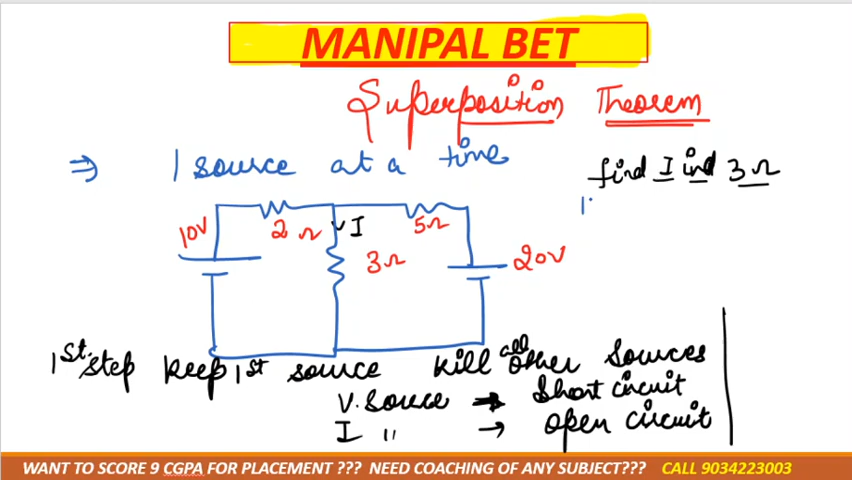 MANIPAL BET
Superposition Theorem
⇒ 1 source at a time
find I in 3Ω
10V
2Ω
I
5Ω
3Ω
20V
1st step keep 1st source kill all other sources
V. Source → Short circuit
I " → open circuit
WANT TO SCORE 9 CGPA FOR PLACEMENT ??? NEED COACHING OF ANY SUBJECT??? CALL 9034223003